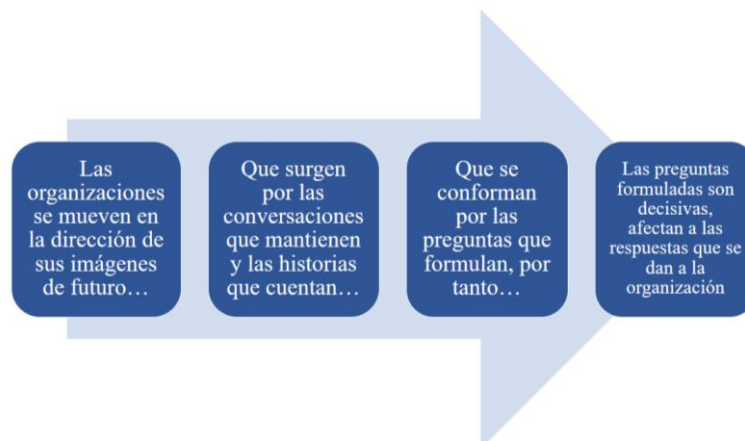 Las
organizaciones
se mueven en
la dirección de
sus imágenes
de futuro…
Que surgen
por las
conversaciones
que mantienen
y las historias
que cuentan…
Que se
conforman
por las
preguntas que
formulan, por
tanto…
Las preguntas
formuladas son
decisivas,
afectan a las
respuestas que se
dan a la
organización